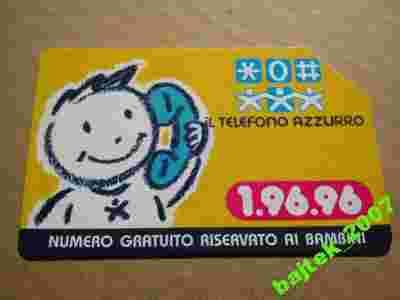 *0#
IL TELEFONO AZZURRO
1.96.96
NUMERO GRATUITO RISERVATO AI BAMBINI
bajtek_2007